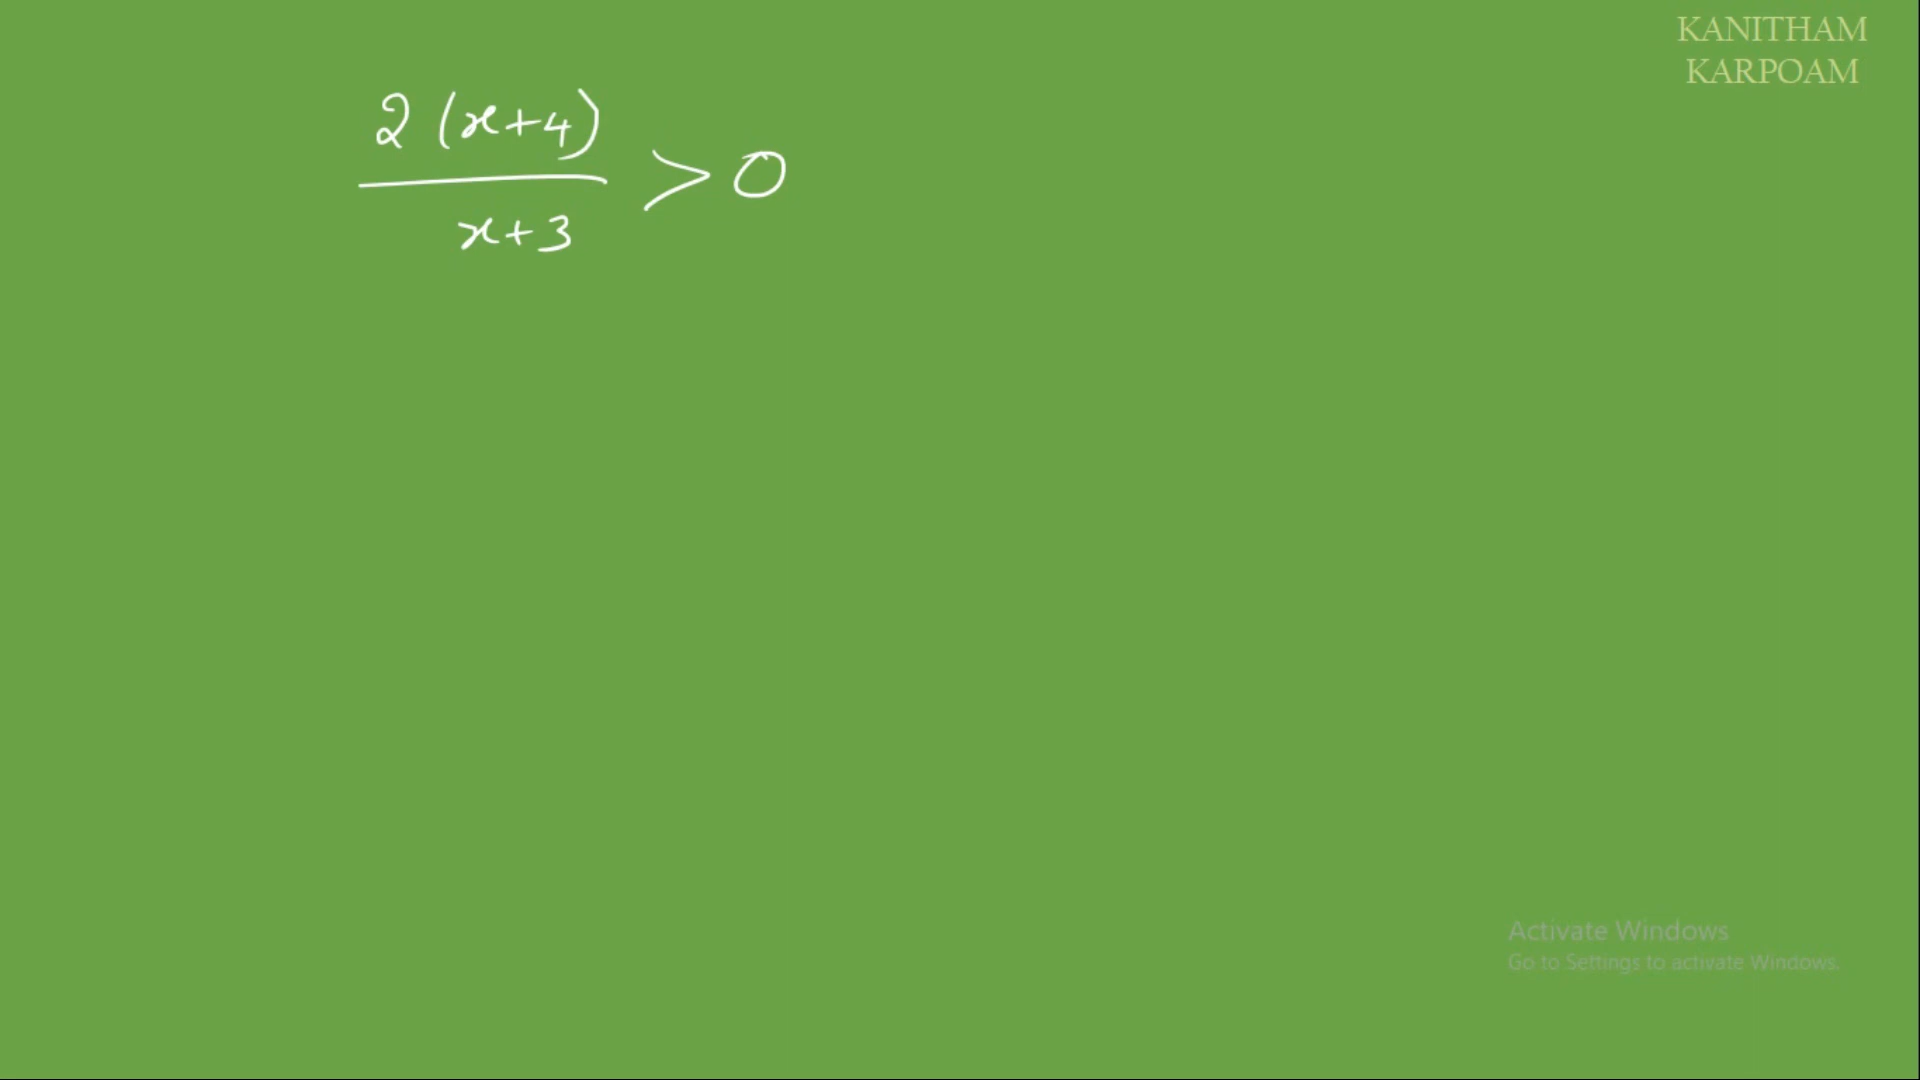 KANITHAM
KARPOAM
2 (x+4)
x+3
> 0
Activate Windows
Go to Settings to activate Windows.